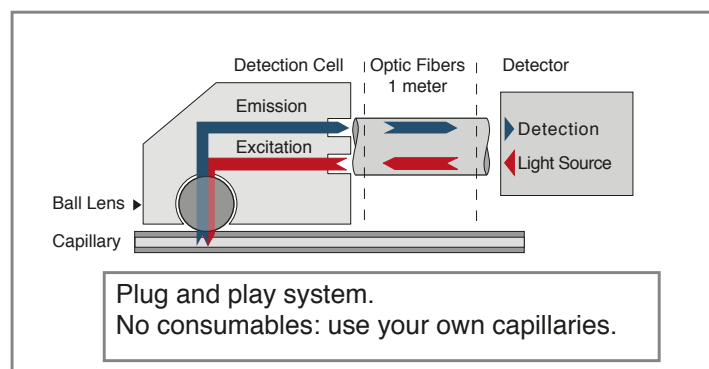 Detection Cell
Optic Fibers
1 meter
Detector
Emission
Excitation
Detection
Light Source
Ball Lens
Capillary
Plug and play system.
No consumables: use your own capillaries.